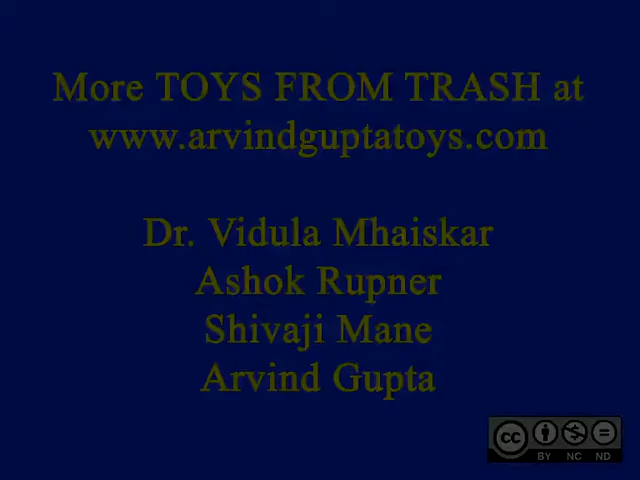 More TOYS FROM TRASH at
www.arvindguptatoys.com
Dr. Vidula Mhaiskar
Ashok Rupner
Shivaji Mane
Arvind Gupta
cc
BY NC ND